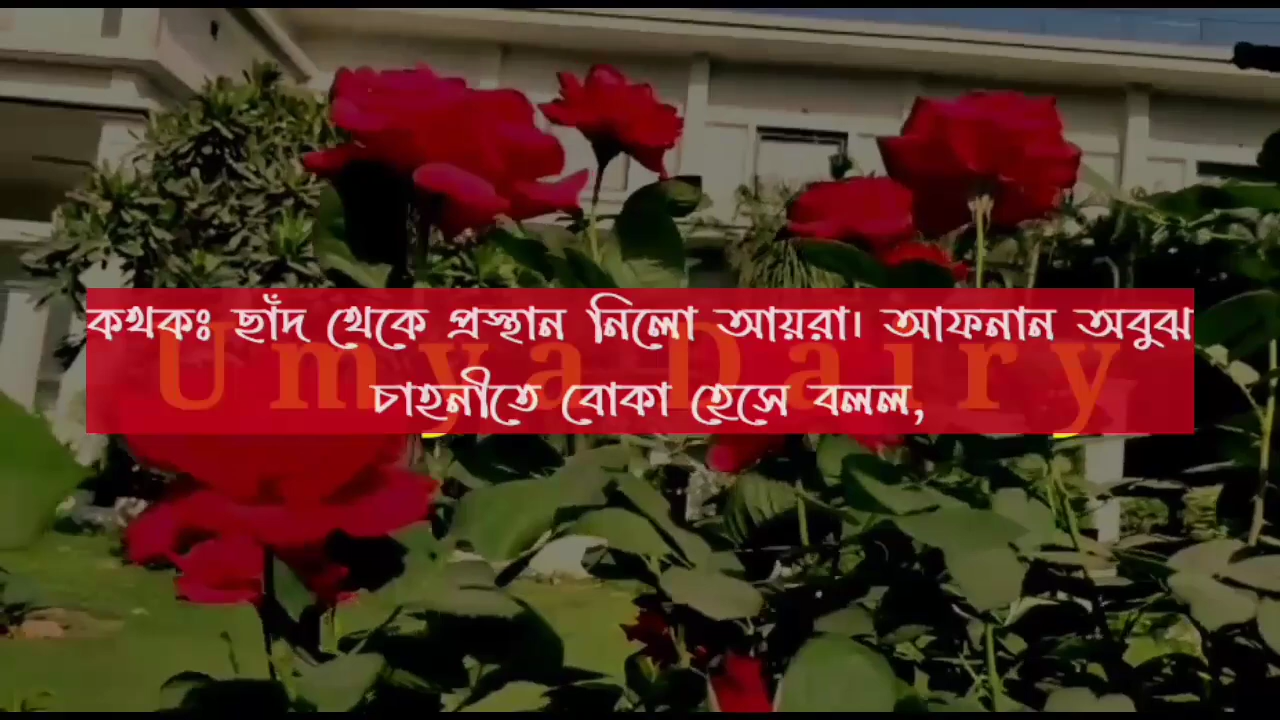 কথকঃ ছাঁদ থেকে প্রস্থান নিলো আয়রা। আফনান অবুঝ
চাহনীতে বোকা হেসে বলল,
Umya Dairy